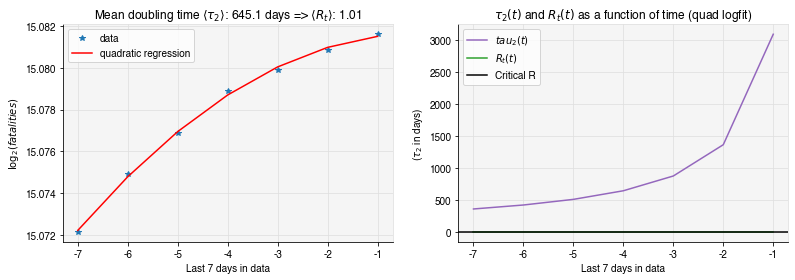 Mean doubling time ⟨τ₂⟩: 645.1 days => ⟨Rₜ⟩: 1.01
log₂(fatalities)
15.082
15.080
15.078
15.076
15.074
15.072
data
quadratic regression
-7 -6 -5 -4 -3 -2 -1
Last 7 days in data
τ₂(t) and Rₜ(t) as a function of time (quad logfit)
(τ₂ in days)
3000
2500
2000
1500
1000
500
0
tau₂(t)
Rₜ(t)
Critical R
-7 -6 -5 -4 -3 -2 -1
Last 7 days in data